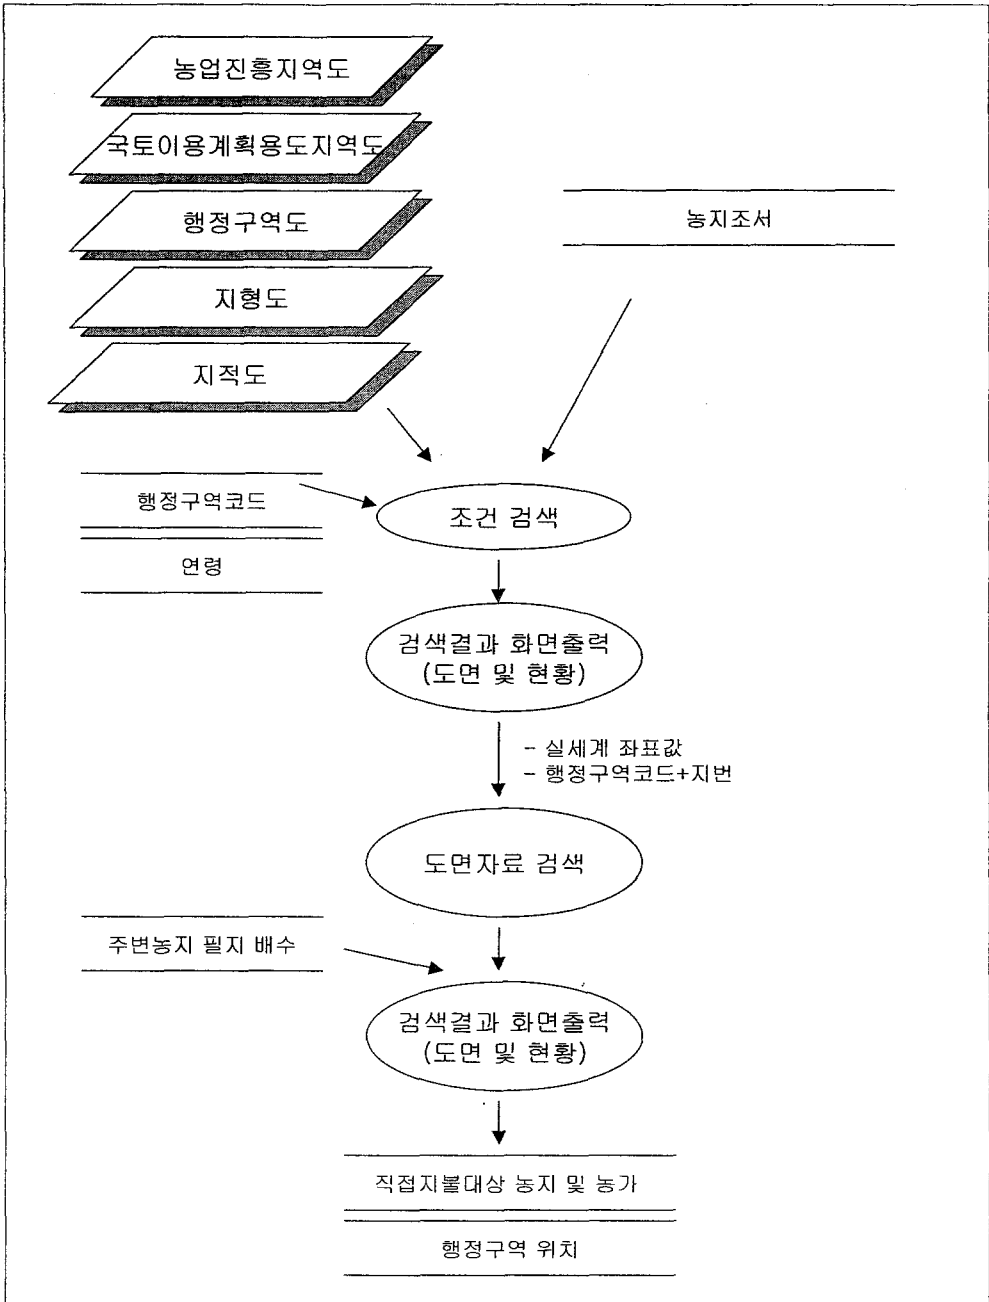 농업진흥지역도
국토이용계획용도지역도
행정구역도
지형도
지적도
농지조서
행정구역코드
연령
조건 검색
검색결과 화면출력
(도면 및 현황)
- 실세계 좌표값
- 행정구역코드+지번
도면자료 검색
주변농지 필지 배수
검색결과 화면출력
(도면 및 현황)
직접지불대상 농지 및 농가
행정구역 위치